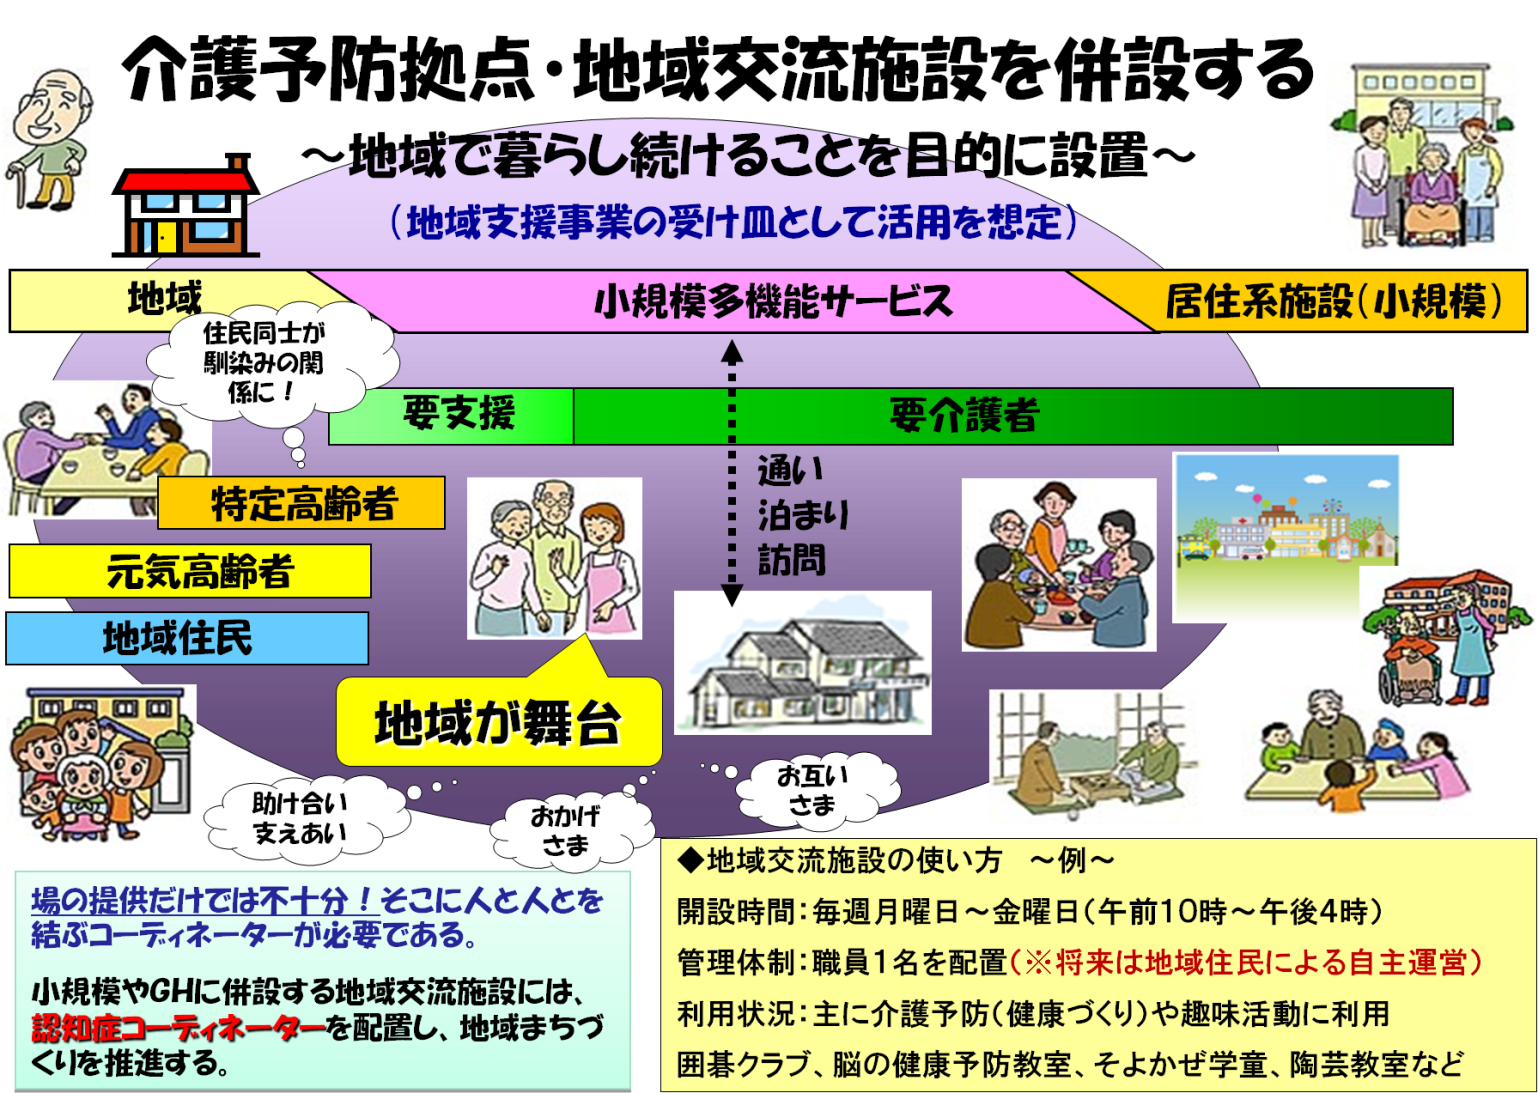 介護予防拠点・地域交流施設を併設する
～地域で暮らし続けることを目的に設置～
（地域支援事業の受け皿として活用を想定）
地域
小規模多機能サービス
居住系施設（小規模）
住民同士が
馴染みの関
係に！
要支援
要介護者
通い
泊まり
訪問
特定高齢者
元気高齢者
地域住民
地域が舞台
助け合い
支えあい
おかげ
さま
お互い
さま
場の提供だけでは不十分！そこに人と人とを
結ぶコーディネーターが必要である。
小規模やGHに併設する地域交流施設には、
認知症コーディネーターを配置し、地域まちづ
くりを推進する。
◆地域交流施設の使い方　～例～
開設時間：毎週月曜日～金曜日（午前１０時～午後４時）
管理体制：職員１名を配置（※将来は地域住民による自主運営）
利用状況：主に介護予防（健康づくり）や趣味活動に利用
囲碁クラブ、脳の健康予防教室、そよかぜ学童、陶芸教室など